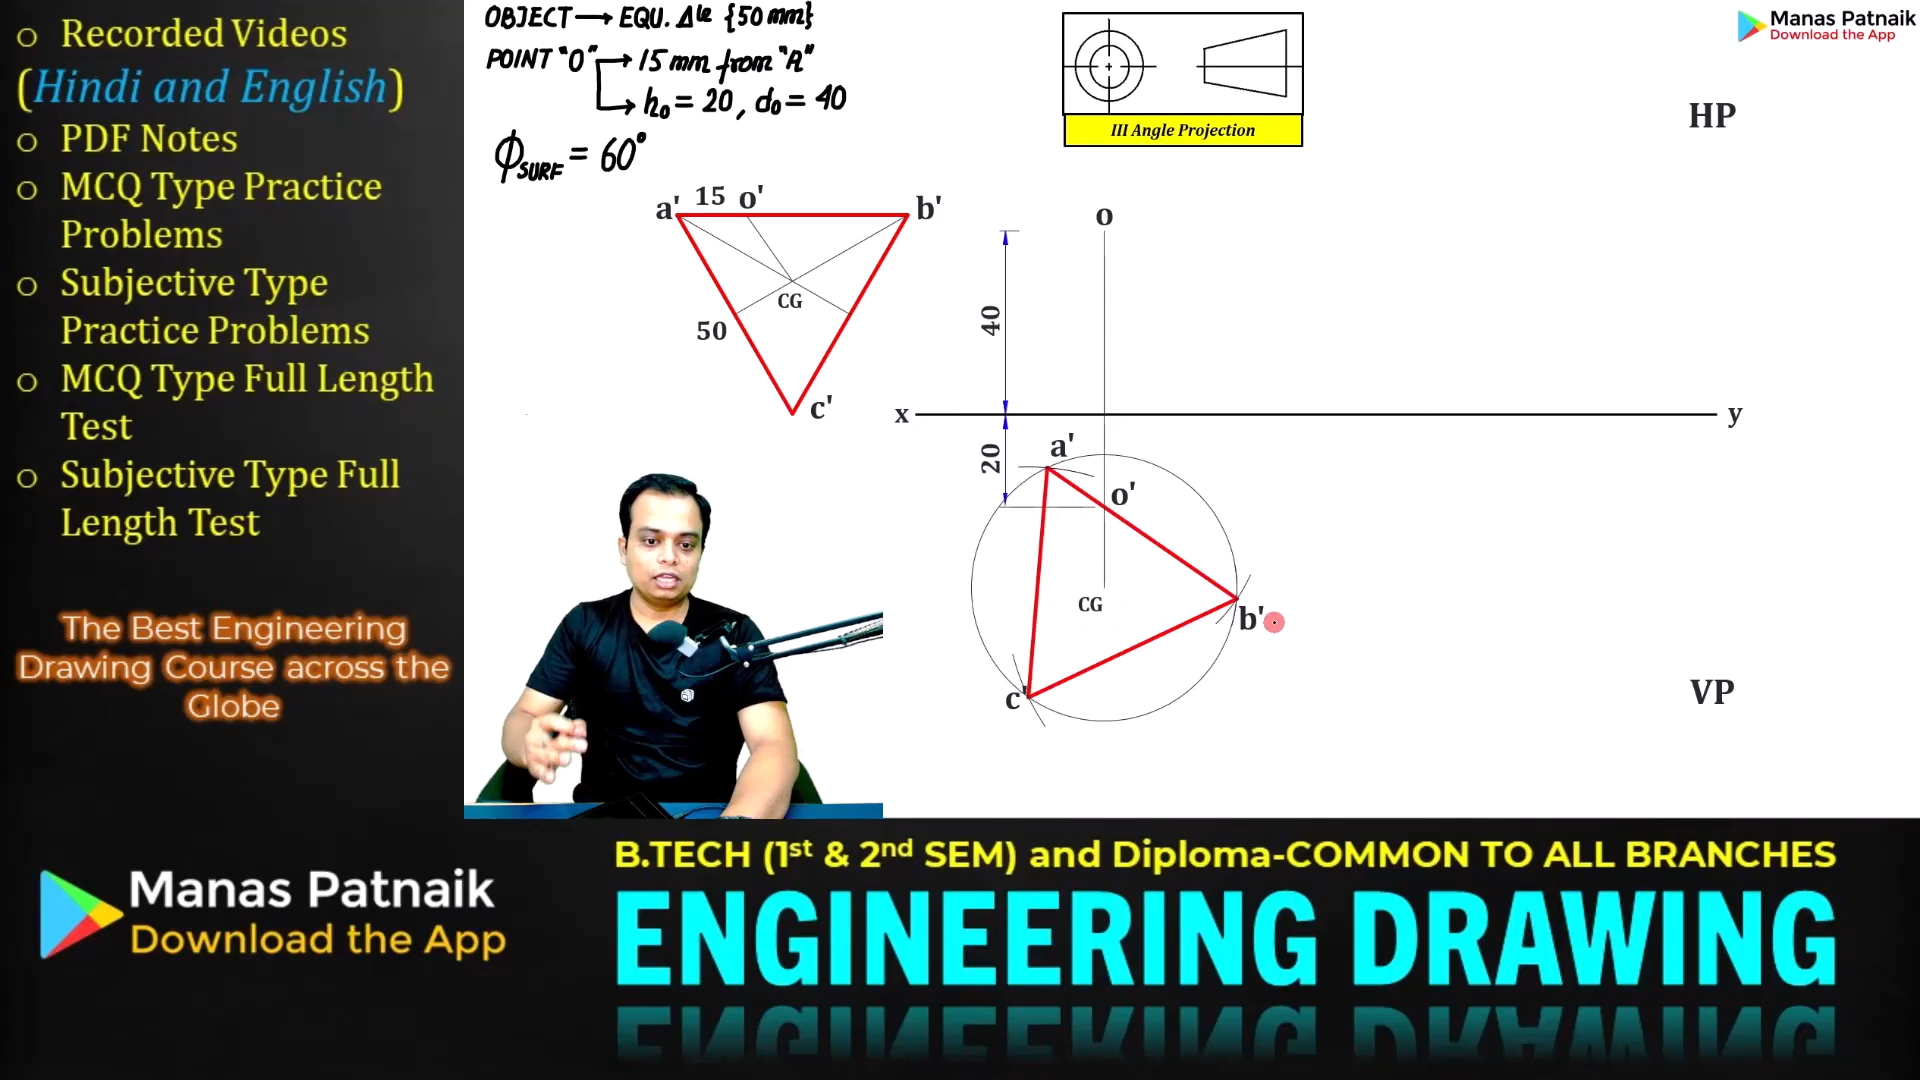 o Recorded Videos
(Hindi and English)
o PDF Notes
o MCQ Type Practice
Problems
o Subjective Type
Practice Problems
o MCQ Type Full Length
Test
o Subjective Type Full
Length Test
The Best Engineering
Drawing Course across the
Globe
OBJECT → EQU. Δle {50 mm}
POINT "O" → 15 mm from "A"
→ h₀ = 20, d₀ = 40
ϕSURF = 60°
III Angle Projection
Manas Patnaik
Download the App
HP
a' 15 o' b'
CG
50
c'
o
40
x y
20
a'
o'
CG
b'
c'
VP
Manas Patnaik
Download the App
B.TECH (1st & 2nd SEM) and Diploma-COMMON TO ALL BRANCHES
ENGINEERING DRAWING